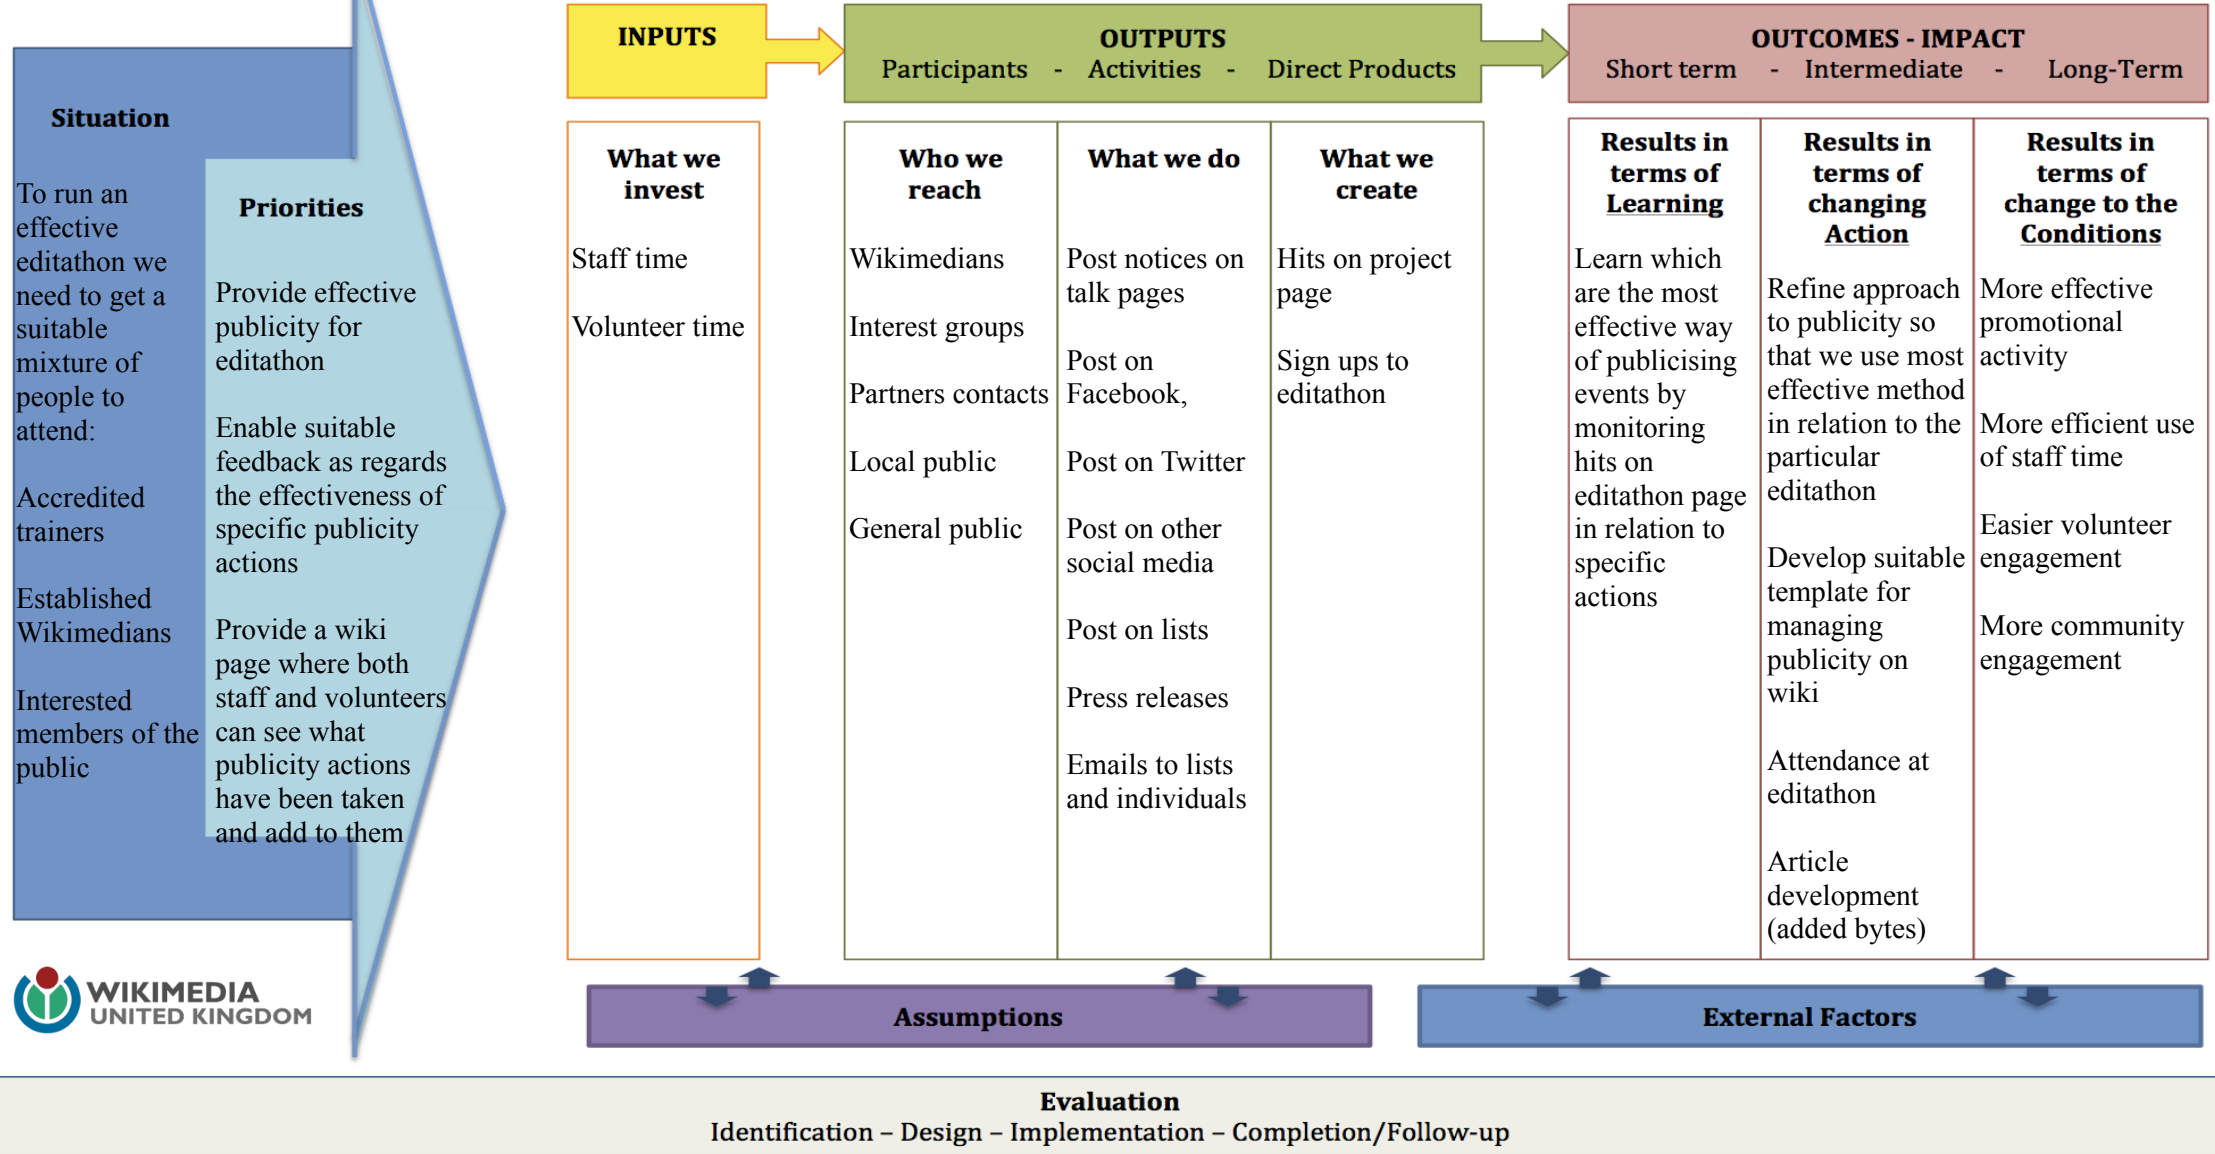 Situation
To run an
effective
editathon we
need to get a
suitable
mixture of
people to
attend:
Accredited
trainers
Established
Wikimedians
Interested
members of the
public
Priorities
Provide effective
publicity for
editathon
Enable suitable
feedback as regards
the effectiveness of
specific publicity
actions
Provide a wiki
page where both
staff and volunteers
can see what
publicity actions
have been taken
and add to them
WIKIMEDIA
UNITED KINGDOM
INPUTS
What we
invest
Staff time
Volunteer time
OUTPUTS
Participants - Activities - Direct Products
Who we
reach
Wikimedians
Interest groups
Partners contacts
Local public
General public
What we do
Post notices on
talk pages
Post on
Facebook,
Post on Twitter
Post on other
social media
Post on lists
Press releases
Emails to lists
and individuals
What we
create
Hits on project
page
Sign ups to
editathon
OUTCOMES - IMPACT
Short term - Intermediate - Long-Term
Results in
terms of
Learning
Learn which
are the most
effective way
of publicising
events by
monitoring
hits on
editathon page
in relation to
specific
actions
Results in
terms of
changing
Action
Refine approach
to publicity so
that we use most
effective method
in relation to the
particular
editathon
Develop suitable
template for
managing
publicity on
wiki
Attendance at
editathon
Article
development
(added bytes)
Results in
terms of
change to the
Conditions
More effective
promotional
activity
More efficient use
of staff time
Easier volunteer
engagement
More community
engagement
Assumptions
External Factors
Evaluation
Identification – Design – Implementation – Completion/Follow-up